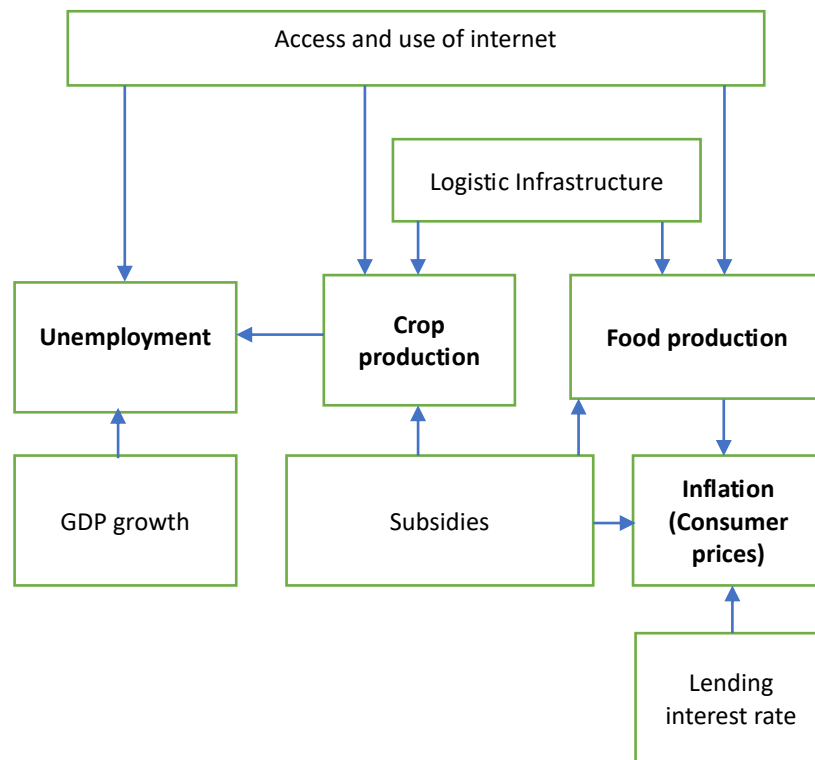 Access and use of internet
Logistic Infrastructure
Unemployment
Crop
production
Food production
GDP growth
Subsidies
Inflation
(Consumer
prices)
Lending
interest rate